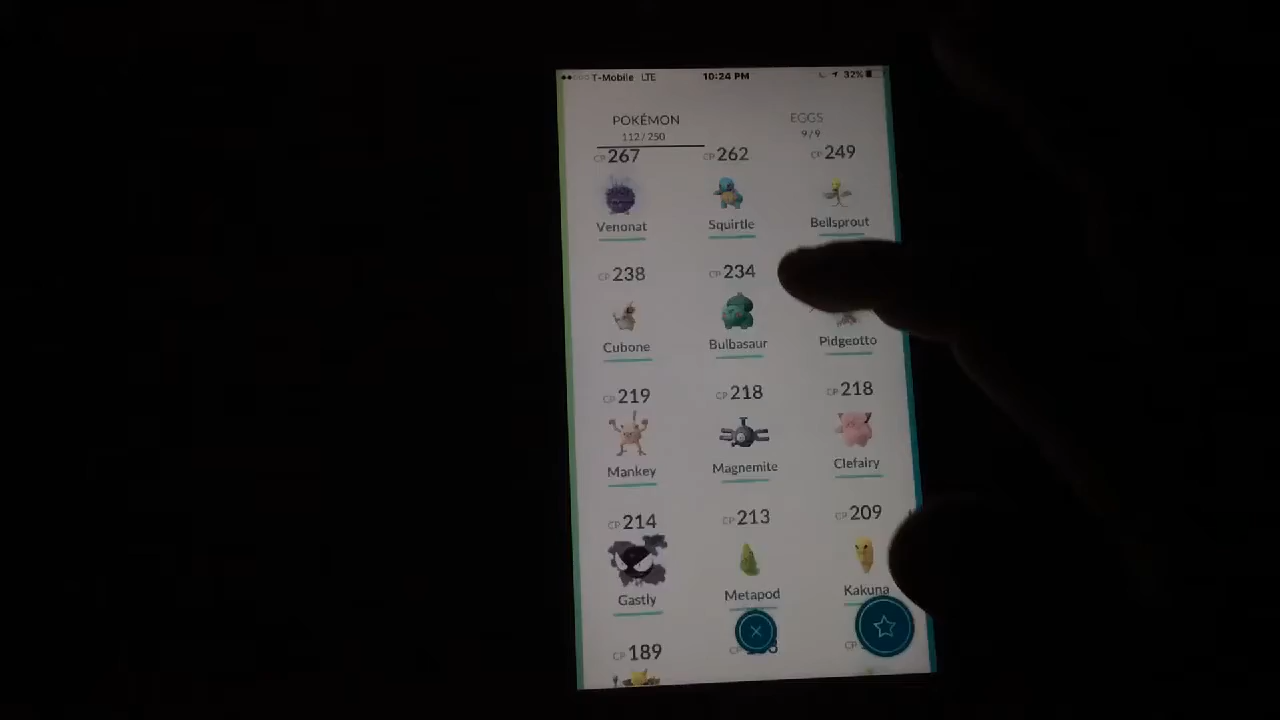 T-Mobile LTE 10:24 PM 32%
POKÉMON EGGS
112/250 9/9
CP 267 CP 262 CP 249
Venonat Squirtle Bellsprout
CP 238 CP 234
Cubone Bulbasaur Pidgeotto
CP 219 CP 218 CP 218
Mankey Magnemite Clefairy
CP 214 CP 213 CP 209
Gastly Metapod Kakuna
CP 189 CP CP